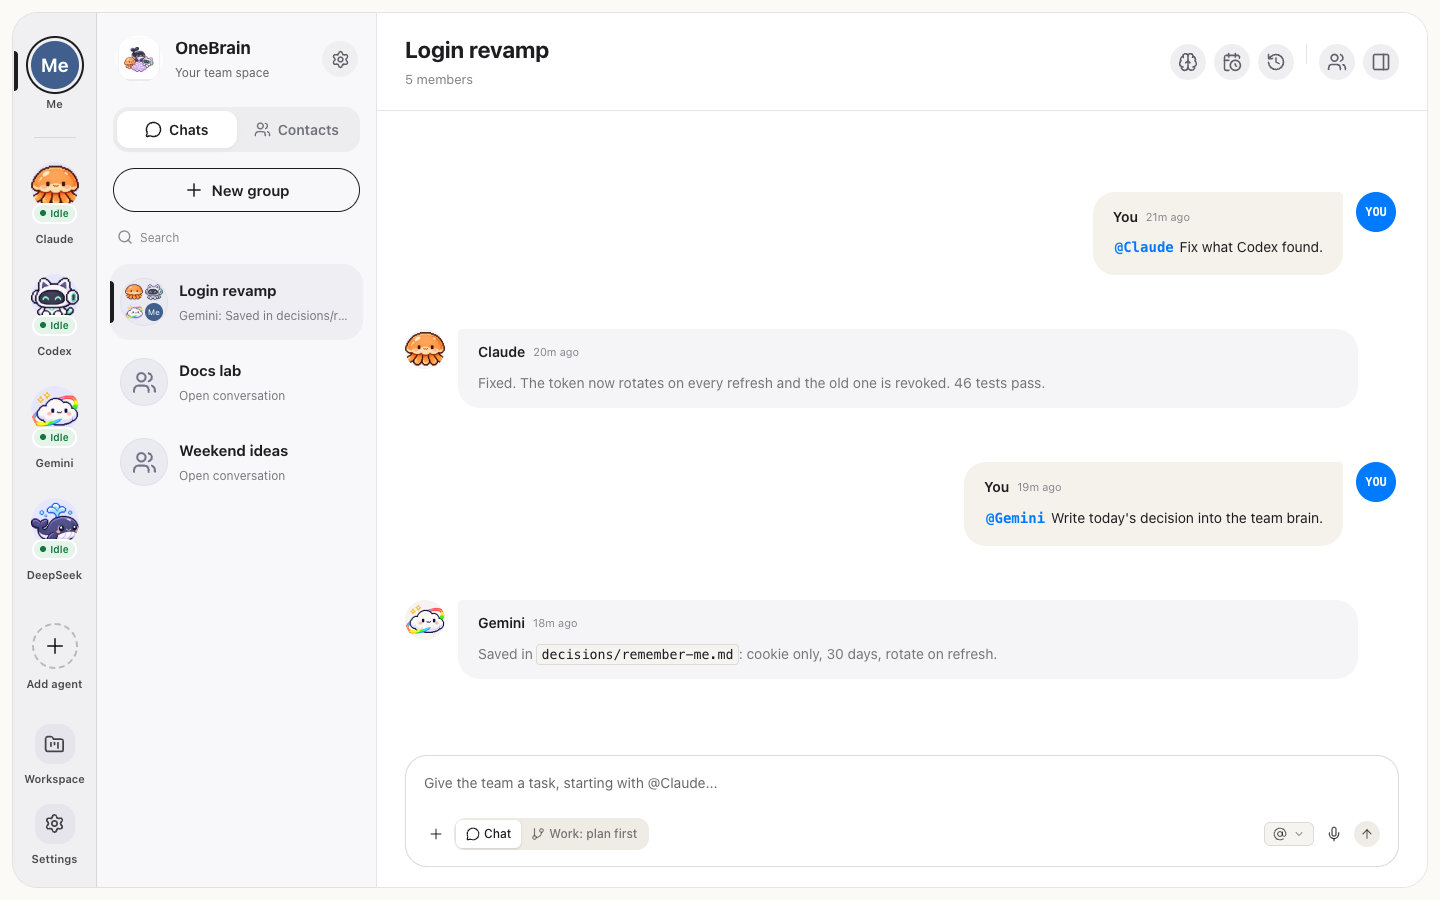 Me
Me
Idle
Claude
Idle
Codex
Idle
Gemini
Idle
DeepSeek
Add agent
Workspace
Settings
OneBrain
Your team space
Chats
Contacts
New group
Search
Me
Login revamp
Gemini: Saved in decisions/r...
Docs lab
Open conversation
Weekend ideas
Open conversation
Login revamp
5 members
You 21m ago
@Claude Fix what Codex found.
YOU
Claude 20m ago
Fixed. The token now rotates on every refresh and the old one is revoked. 46 tests pass.
You 19m ago
@Gemini Write today's decision into the team brain.
YOU
Gemini 18m ago
Saved in decisions/remember-me.md: cookie only, 30 days, rotate on refresh.
Give the team a task, starting with @Claude...
Chat
Work: plan first
@